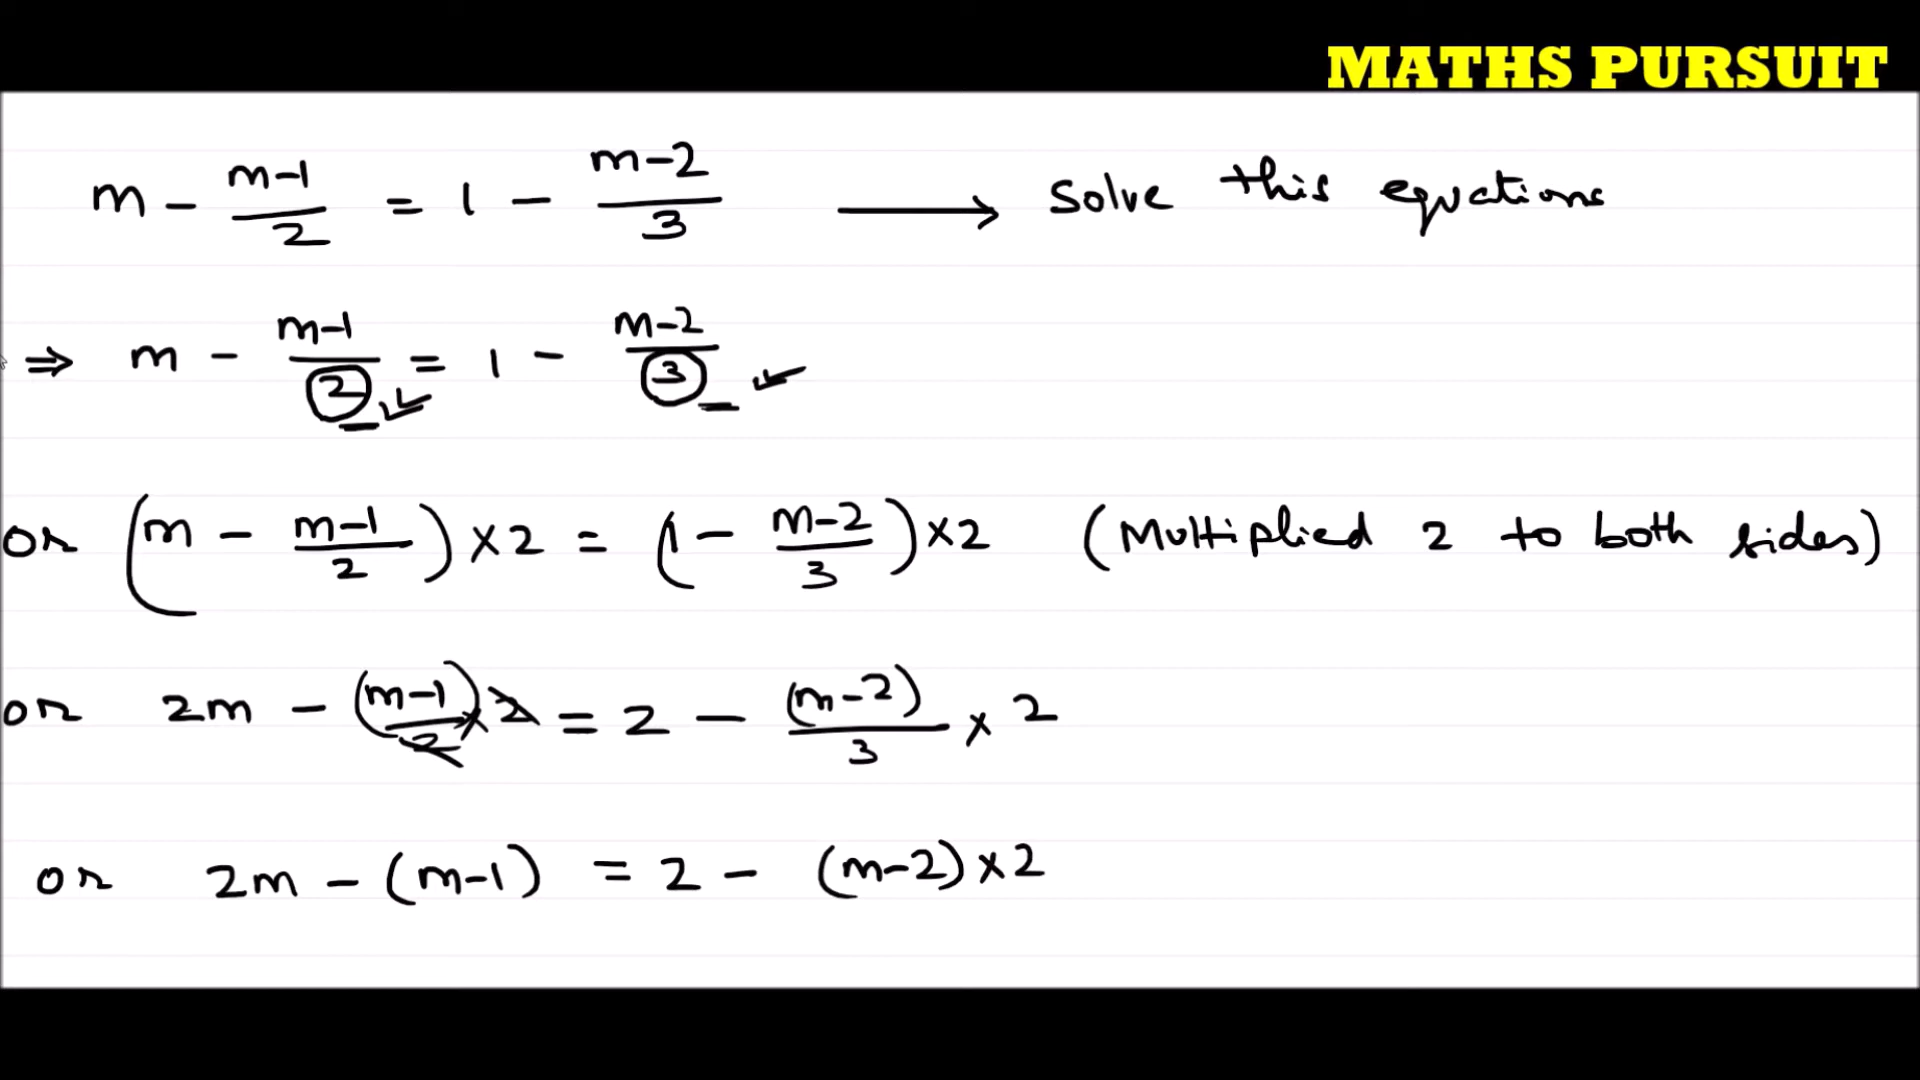 MATHS PURSUIT
m - (m-1)/2 = 1 - (m-2)/3 ⟶ Solve this equations
⇒ m - (m-1)/2 = 1 - (m-2)/3
or (m - (m-1)/2) × 2 = (1 - (m-2)/3) × 2 (Multiplied 2 to both sides)
or 2m - (m-1)/2 × 2 = 2 - (m-2)/3 × 2
or 2m - (m-1) = 2 - (m-2) × 2